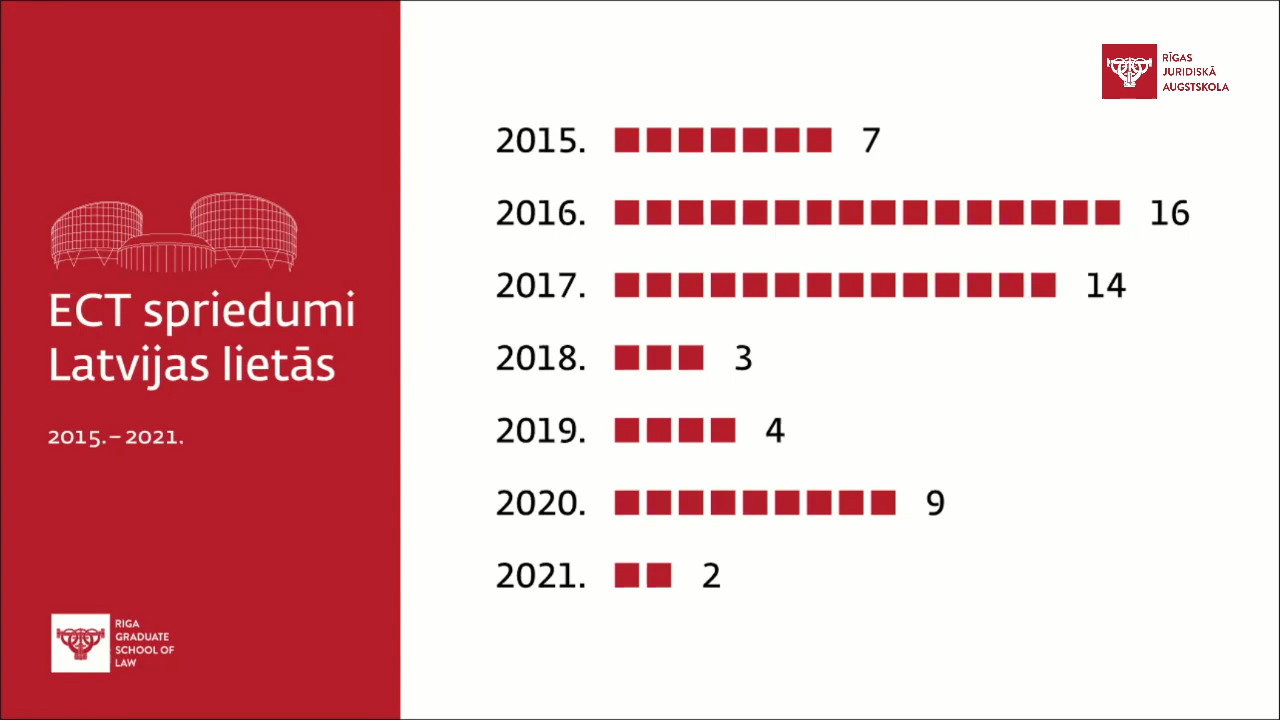 RĪGAS
JURIDISKĀ
AUGSTSKOLA
ECT spriedumi
Latvijas lietās
2015.–2021.
2015. 7
2016. 16
2017. 14
2018. 3
2019. 4
2020. 9
2021. 2
RIGA
GRADUATE
SCHOOL OF
LAW